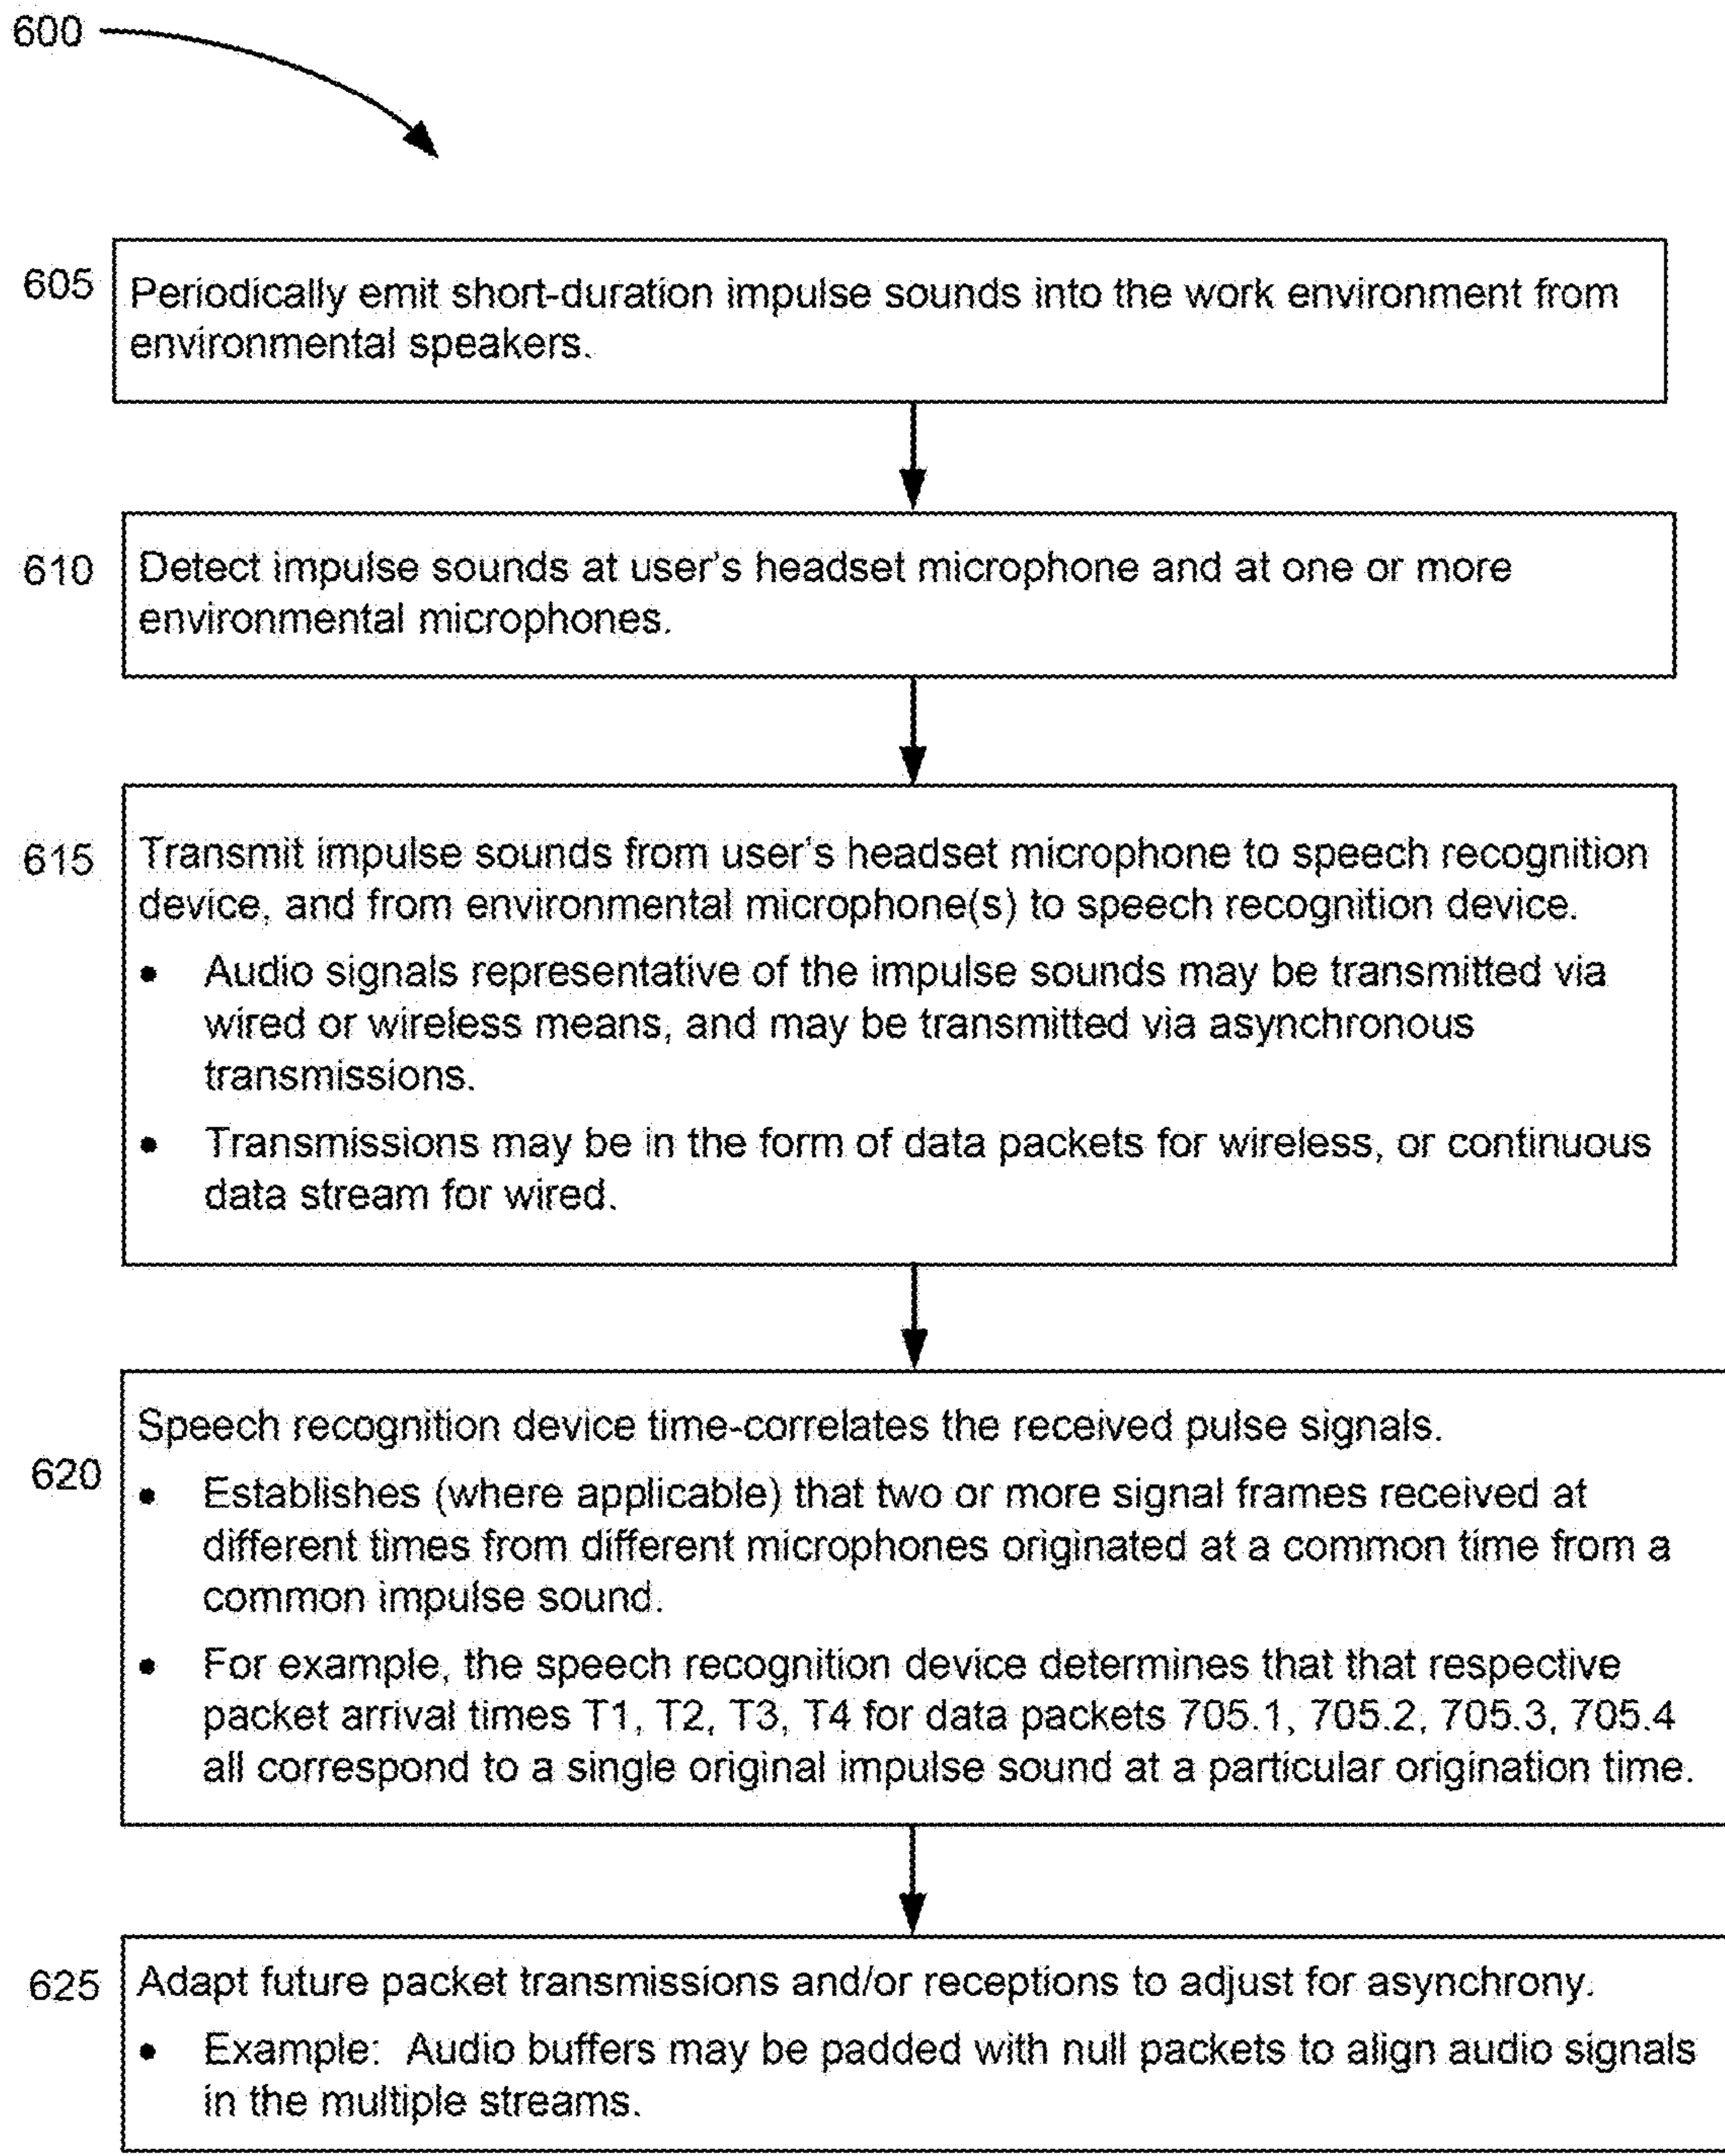 600
605
Periodically emit short-duration impulse sounds into the work environment from
environmental speakers.
610
Detect impulse sounds at user's headset microphone and at one or more
environmental microphones.
615
Transmit impulse sounds from user's headset microphone to speech recognition
device, and from environmental microphone(s) to speech recognition device.
• Audio signals representative of the impulse sounds may be transmitted via
wired or wireless means, and may be transmitted via asynchronous
transmissions.
• Transmissions may be in the form of data packets for wireless, or continuous
data stream for wired.
620
Speech recognition device time-correlates the received pulse signals.
• Establishes (where applicable) that two or more signal frames received at
different times from different microphones originated at a common time from a
common impulse sound.
• For example, the speech recognition device determines that that respective
packet arrival times T1, T2, T3, T4 for data packets 705.1, 705.2, 705.3, 705.4
all correspond to a single original impulse sound at a particular origination time.
625
Adapt future packet transmissions and/or receptions to adjust for asynchrony.
• Example: Audio buffers may be padded with null packets to align audio signals
in the multiple streams.